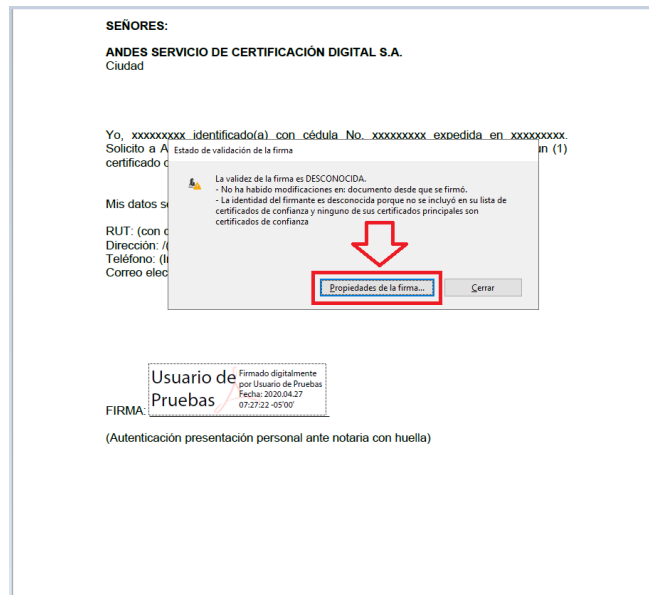 SEÑORES:
ANDES SERVICIO DE CERTIFICACIÓN DIGITAL S.A.
Ciudad
Yo, xxxxxxxxx identificado(a) con cédula No. xxxxxxxxx expedida en xxxxxxxxx.
Solicito a A
un (1)
certificado
Estado de validación de la firma
La validez de la firma es DESCONOCIDA.
- No ha habido modificaciones en: documento desde que se firmó.
- La identidad del firmante es desconocida porque no se incluyó en su lista de
certificados de confianza y ninguno de sus certificados principales son
certificados de confianza
Propiedades de la firma...
Cerrar
Mis datos
RUT: (con
Dirección: /(
Teléfono:
Correo
Usuario de
Pruebas
Firmado digitalmente
por Usuario de Pruebas
Fecha: 2020.04.27
07:27:22 -05'00'
FIRMA:
(Autenticación presentación personal ante notaria con huella)